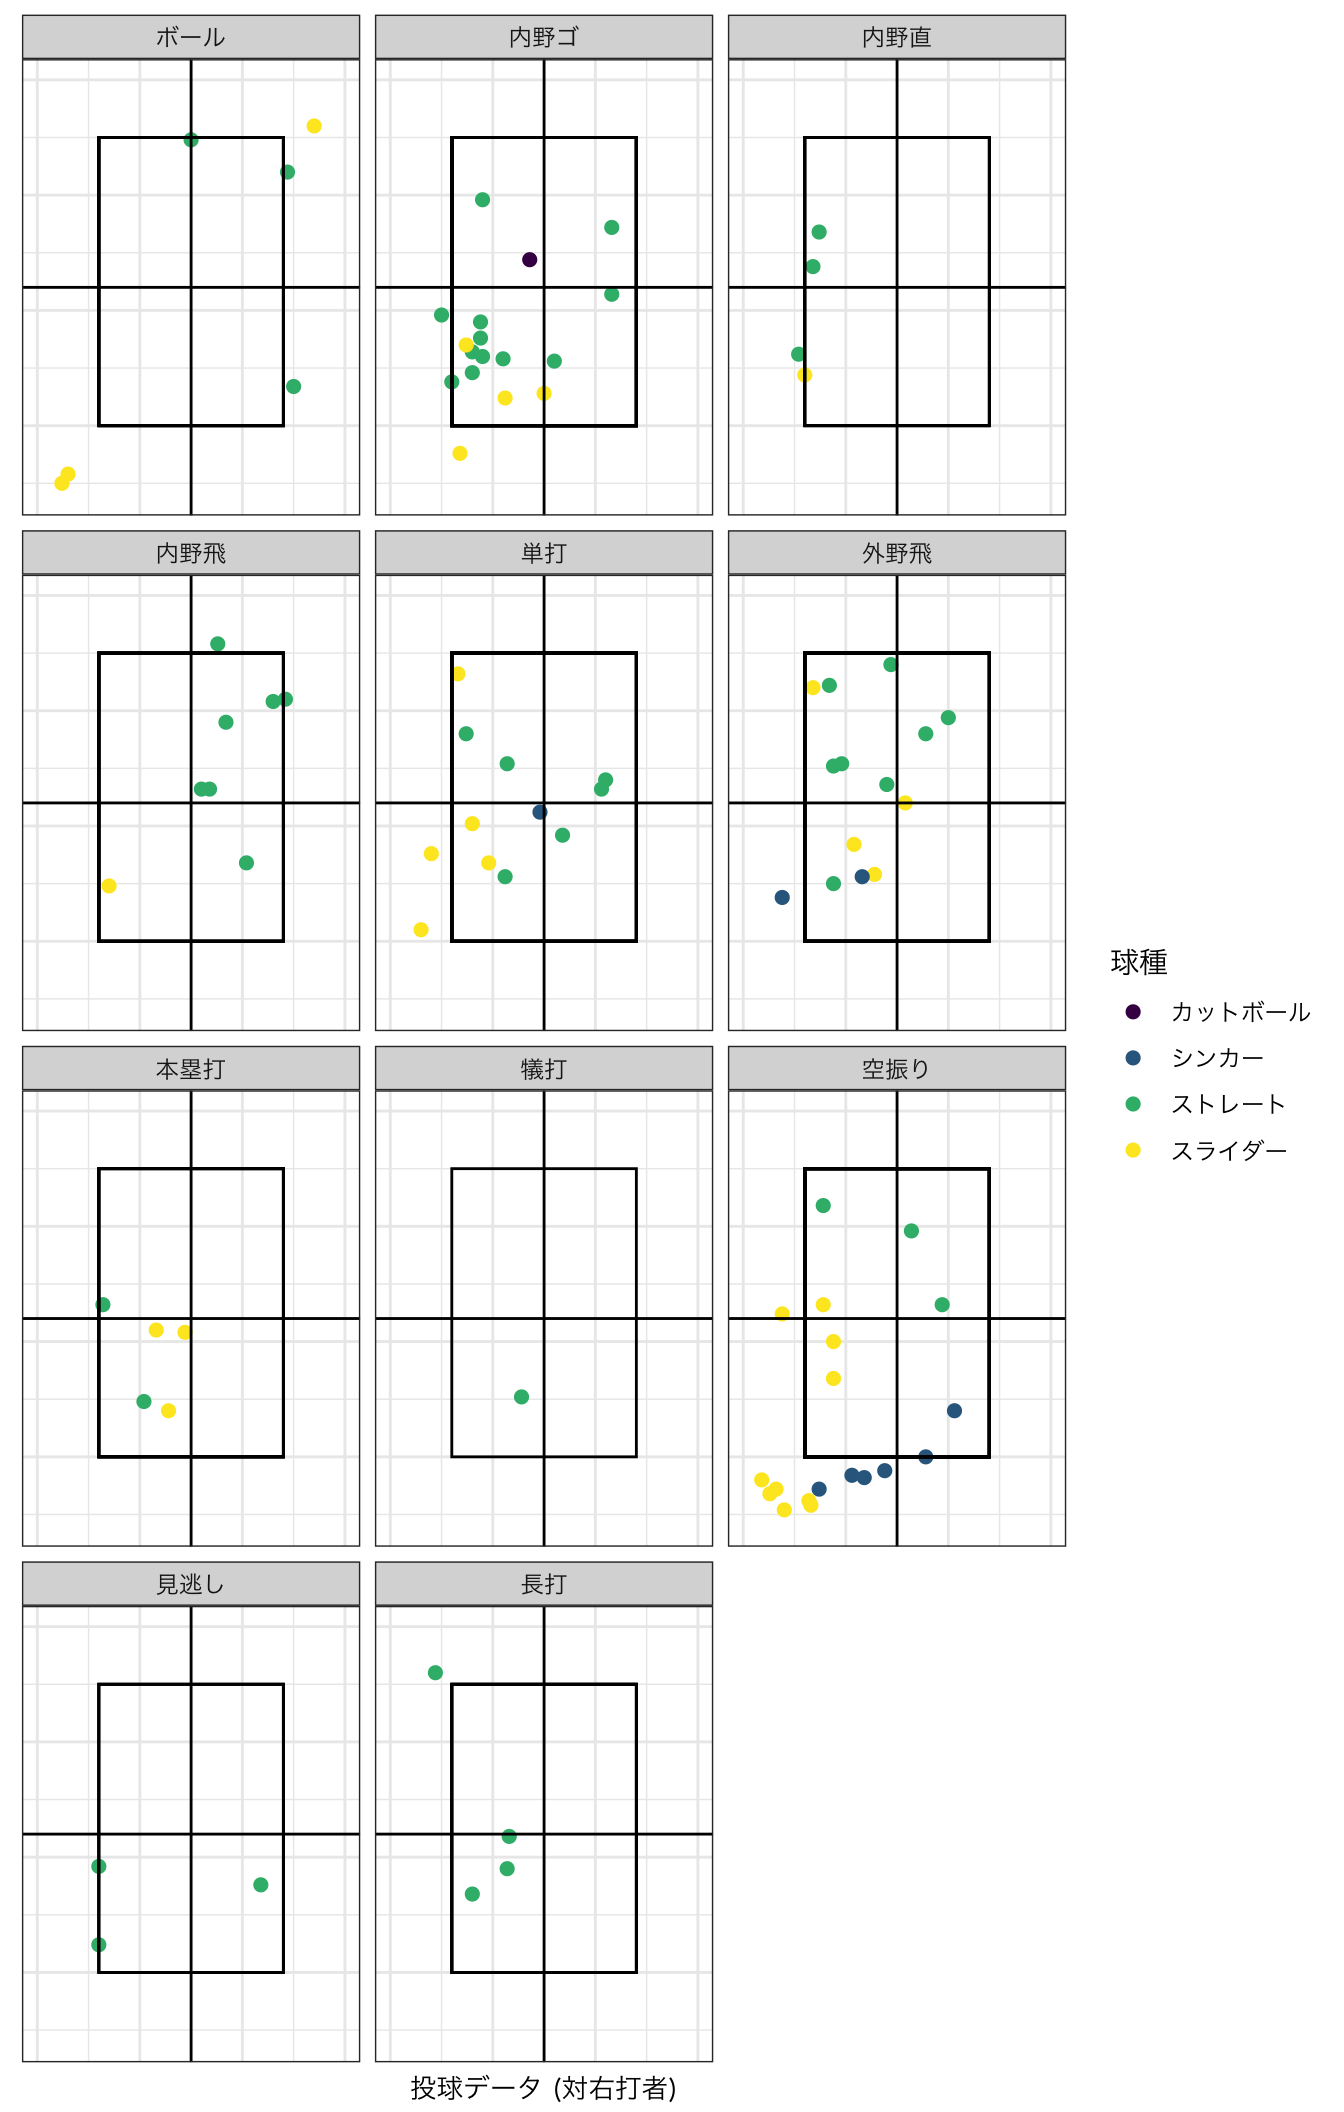 ボール
内野ゴ
内野直
内野飛
単打
外野飛
本塁打
犠打
空振り
見逃し
長打
球種
カットボール
シンカー
ストレート
スライダー
投球データ (対右打者)